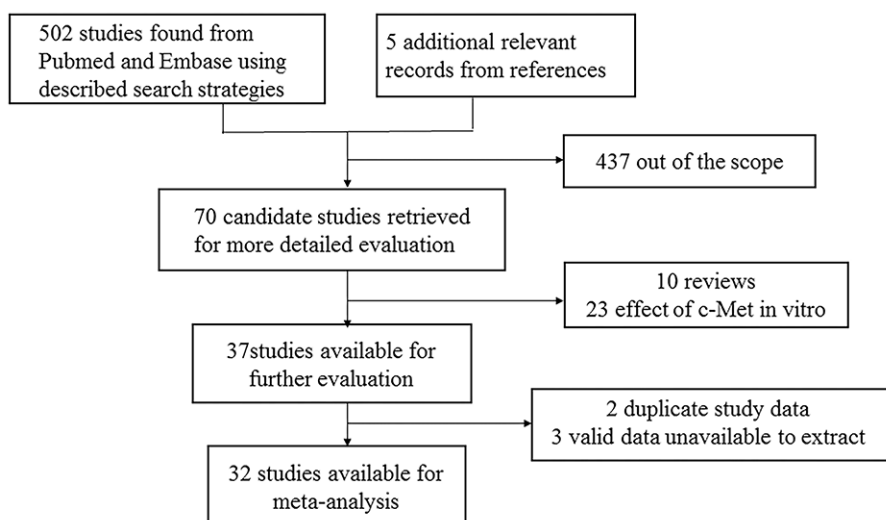 502 studies found from
Pubmed and Embase using
described search strategies
5 additional relevant
records from references
437 out of the scope
70 candidate studies retrieved
for more detailed evaluation
10 reviews
23 effect of c-Met in vitro
37studies available for
further evaluation
2 duplicate study data
3 valid data unavailable to extract
32 studies available for
meta-analysis